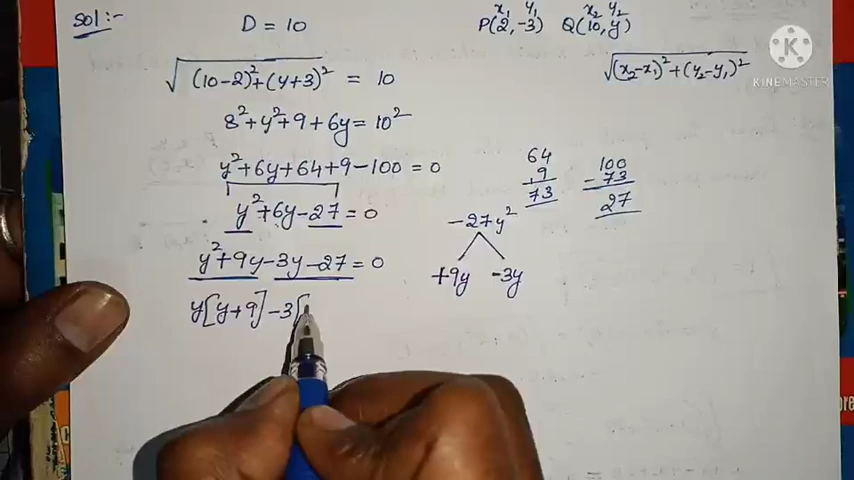 Sol:-
D = 10
x₁ y₁ x₂ y₂
P(2, -3) Q(10, y)
√(10-2)²+(y+3)² = 10
√(x₂-x₁)²+(y₂-y₁)²
8²+y²+9+6y=10²
y²+6y+64+9-100=0
64
+9
73
100
-73
27
y²+6y-27=0
-27y²
+9y -3y
y²+9y-3y-27=0
y[y+9]-3[
K
KINEMASTER